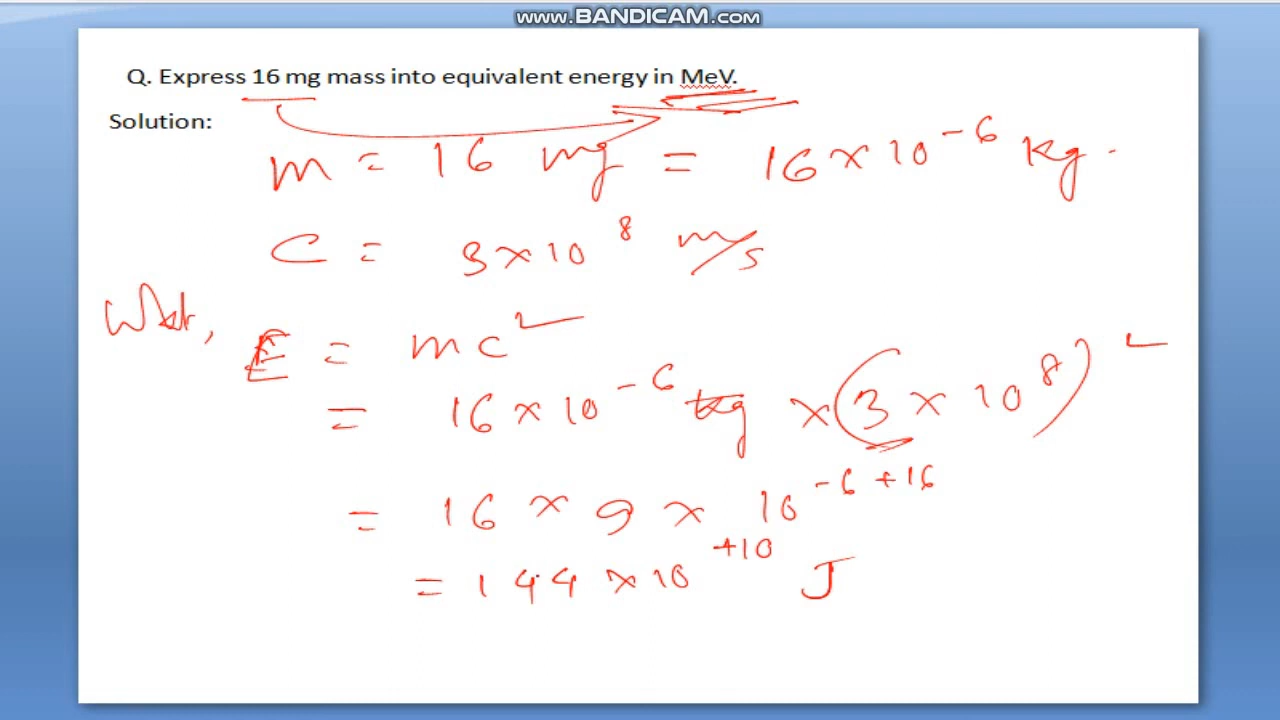 WWW.BANDICAM.COM
Q. Express 16 mg mass into equivalent energy in MeV.
Solution:
m = 16 mg = 16 × 10⁻⁶ kg.
C = 3 × 10⁸ m/s
E = mc²
= 16 × 10⁻⁶ kg × (3 × 10⁸)²
= 16 × 9 × 10⁻⁶⁺¹⁶
= 144 × 10⁺¹⁰ J